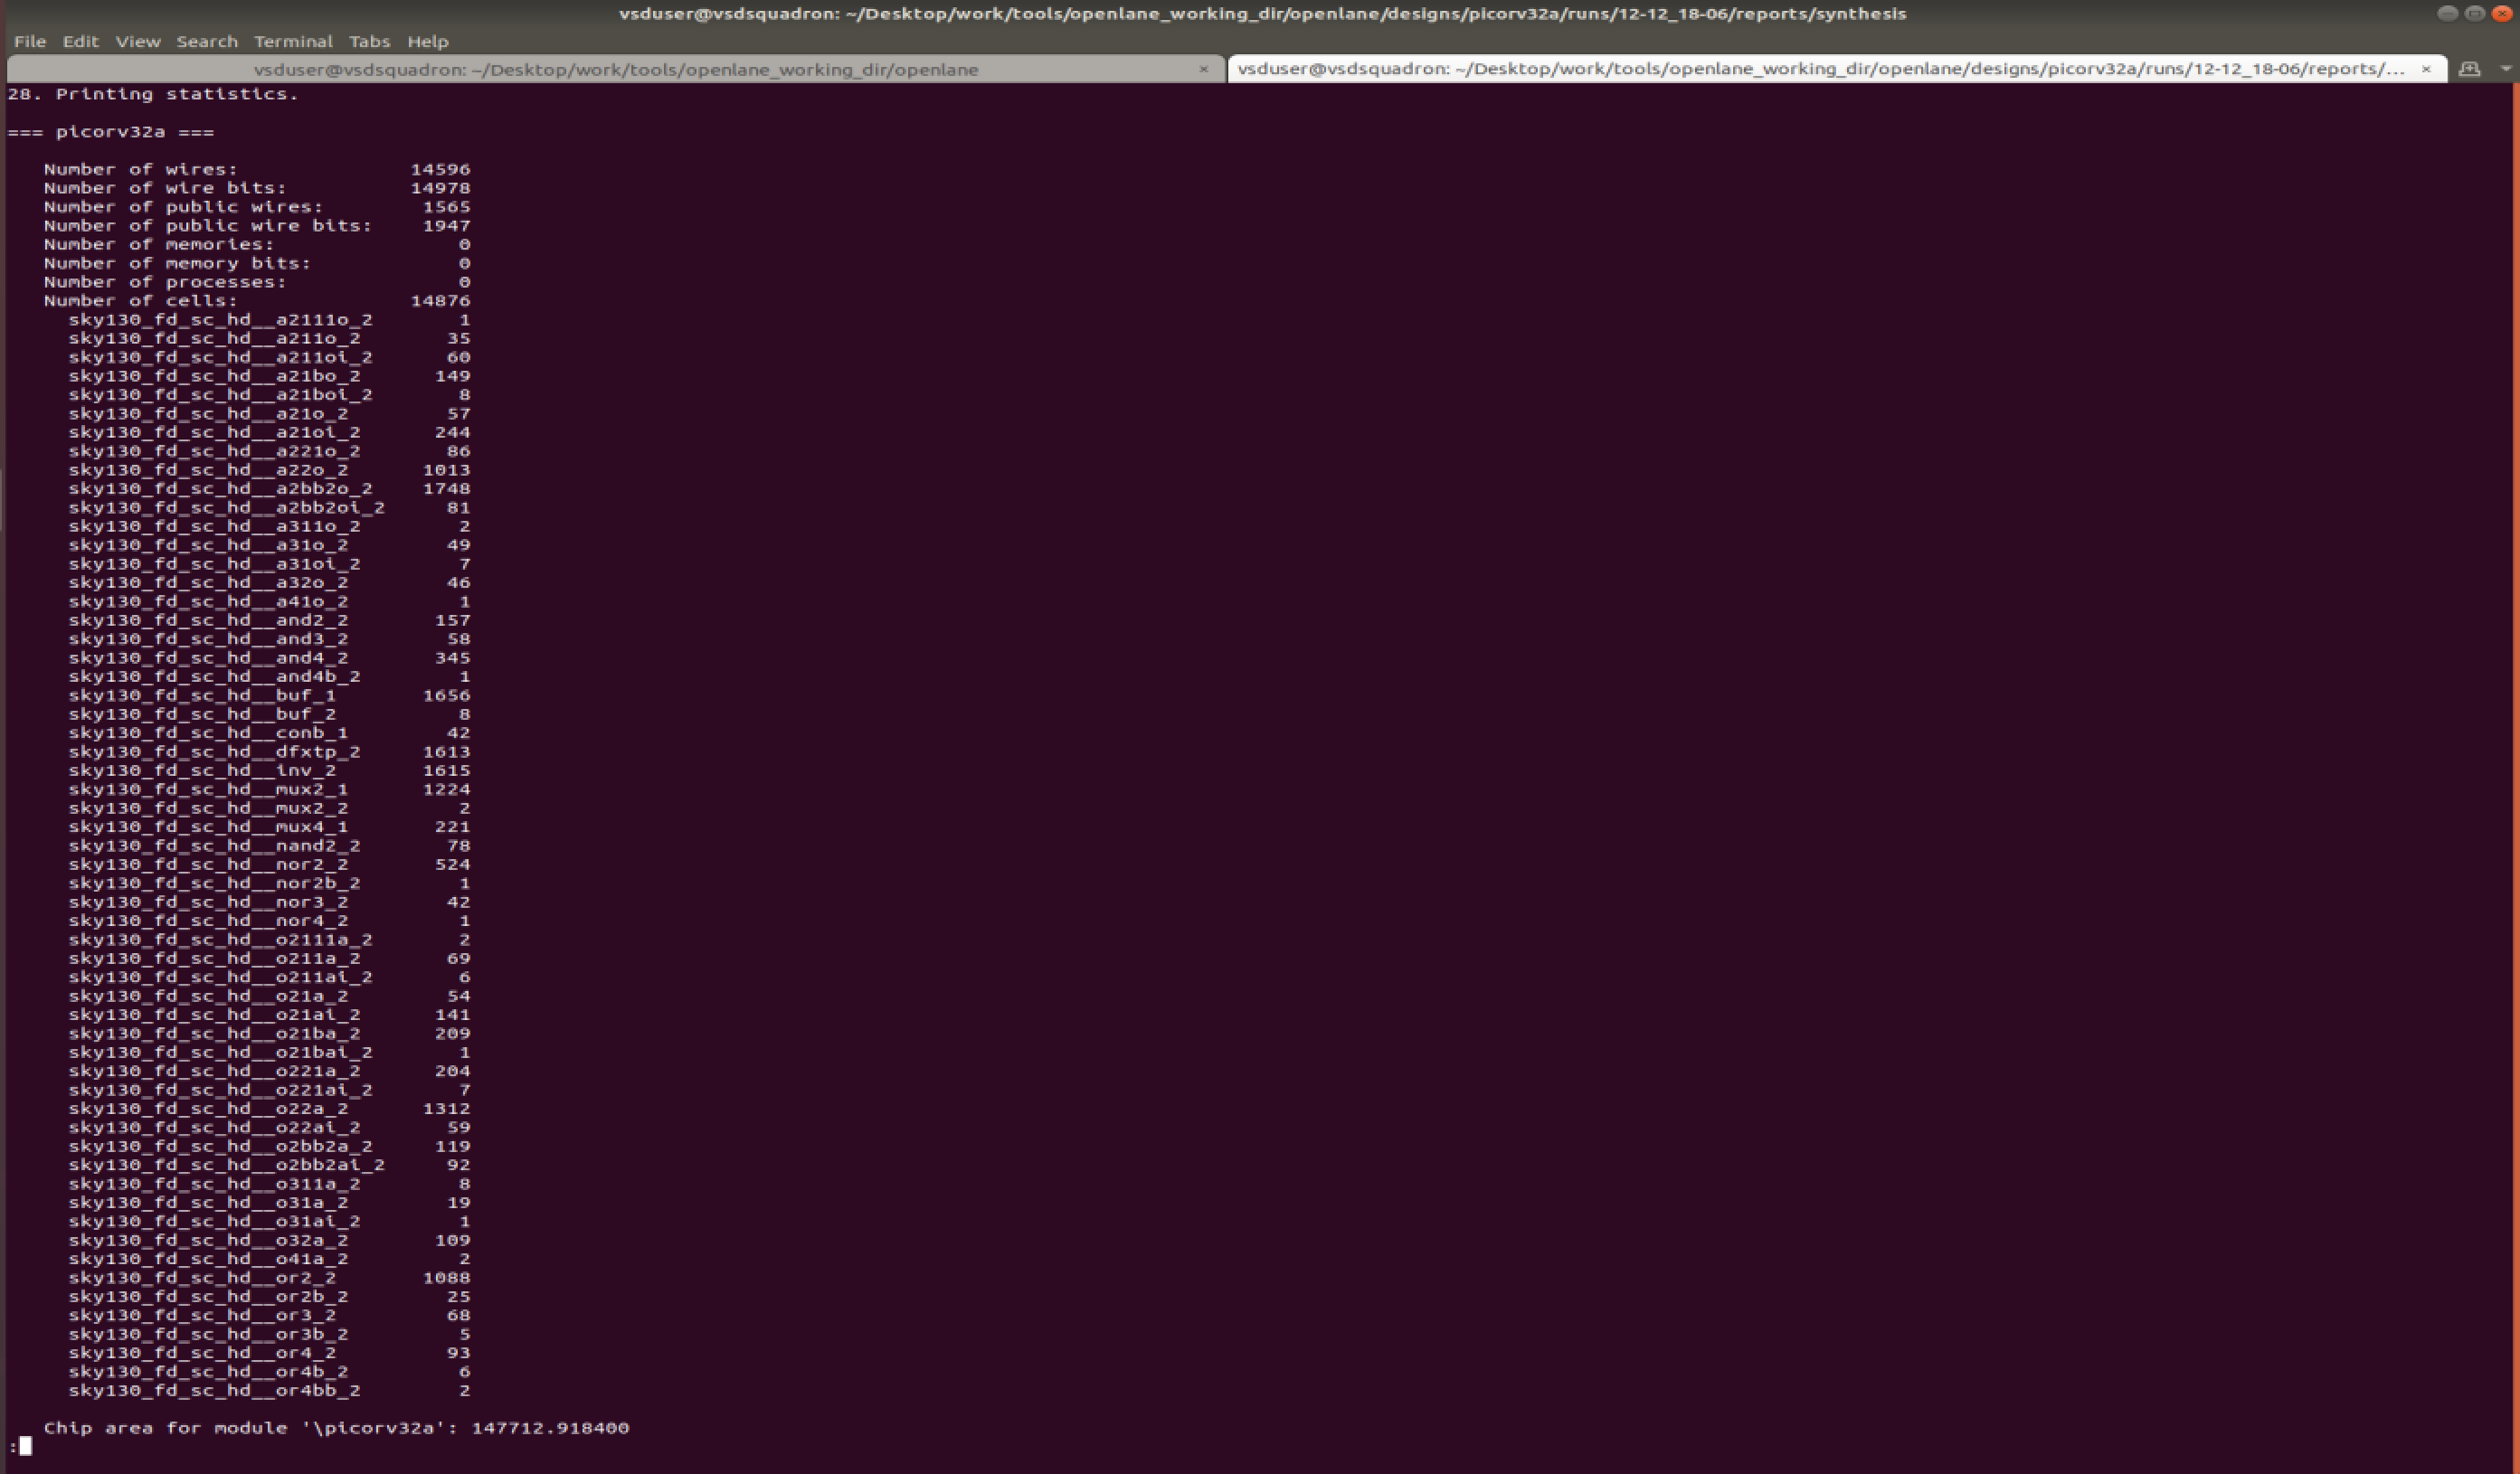 vsduser@vsdsquadron: ~/Desktop/work/tools/openlane_working_dir/openlane/designs/picorv32a/runs/12-12_18-06/reports/synthesis
File Edit View Search Terminal Tabs Help
vsduser@vsdsquadron: ~/Desktop/work/tools/openlane_working_dir/openlane × vsduser@vsdsquadron: ~/Desktop/work/tools/openlane_working_dir/openlane/designs/picorv32a/runs/12-12_18-06/reports/... ×
28. Printing statistics.
=== picorv32a ===
Number of wires: 14596
Number of wire bits: 14978
Number of public wires: 1565
Number of public wire bits: 1947
Number of memories: 0
Number of memory bits: 0
Number of processes: 0
Number of cells: 14876
sky130_fd_sc_hd__a2111o_2 1
sky130_fd_sc_hd__a211o_2 35
sky130_fd_sc_hd__a211oi_2 60
sky130_fd_sc_hd__a21bo_2 149
sky130_fd_sc_hd__a21boi_2 8
sky130_fd_sc_hd__a21o_2 57
sky130_fd_sc_hd__a21oi_2 244
sky130_fd_sc_hd__a221o_2 86
sky130_fd_sc_hd__a22o_2 1013
sky130_fd_sc_hd__a2bb2o_2 1748
sky130_fd_sc_hd__a2bb2oi_2 81
sky130_fd_sc_hd__a311o_2 2
sky130_fd_sc_hd__a31o_2 49
sky130_fd_sc_hd__a31oi_2 7
sky130_fd_sc_hd__a32o_2 46
sky130_fd_sc_hd__a41o_2 1
sky130_fd_sc_hd__and2_2 157
sky130_fd_sc_hd__and3_2 58
sky130_fd_sc_hd__and4_2 345
sky130_fd_sc_hd__and4b_2 1
sky130_fd_sc_hd__buf_1 1656
sky130_fd_sc_hd__buf_2 8
sky130_fd_sc_hd__conb_1 42
sky130_fd_sc_hd__dfxtp_2 1613
sky130_fd_sc_hd__inv_2 1615
sky130_fd_sc_hd__mux2_1 1224
sky130_fd_sc_hd__mux2_2 2
sky130_fd_sc_hd__mux4_1 221
sky130_fd_sc_hd__nand2_2 78
sky130_fd_sc_hd__nor2_2 524
sky130_fd_sc_hd__nor2b_2 1
sky130_fd_sc_hd__nor3_2 42
sky130_fd_sc_hd__nor4_2 1
sky130_fd_sc_hd__o2111a_2 2
sky130_fd_sc_hd__o211a_2 69
sky130_fd_sc_hd__o211ai_2 6
sky130_fd_sc_hd__o21a_2 54
sky130_fd_sc_hd__o21ai_2 141
sky130_fd_sc_hd__o21ba_2 209
sky130_fd_sc_hd__o21bai_2 1
sky130_fd_sc_hd__o221a_2 204
sky130_fd_sc_hd__o221ai_2 7
sky130_fd_sc_hd__o22a_2 1312
sky130_fd_sc_hd__o22ai_2 59
sky130_fd_sc_hd__o2bb2a_2 119
sky130_fd_sc_hd__o2bb2ai_2 92
sky130_fd_sc_hd__o311a_2 8
sky130_fd_sc_hd__o31a_2 19
sky130_fd_sc_hd__o31ai_2 1
sky130_fd_sc_hd__o32a_2 109
sky130_fd_sc_hd__o41a_2 2
sky130_fd_sc_hd__or2_2 1088
sky130_fd_sc_hd__or2b_2 25
sky130_fd_sc_hd__or3_2 68
sky130_fd_sc_hd__or3b_2 5
sky130_fd_sc_hd__or4_2 93
sky130_fd_sc_hd__or4b_2 6
sky130_fd_sc_hd__or4bb_2 2
Chip area for module '\picorv32a': 147712.918400
: